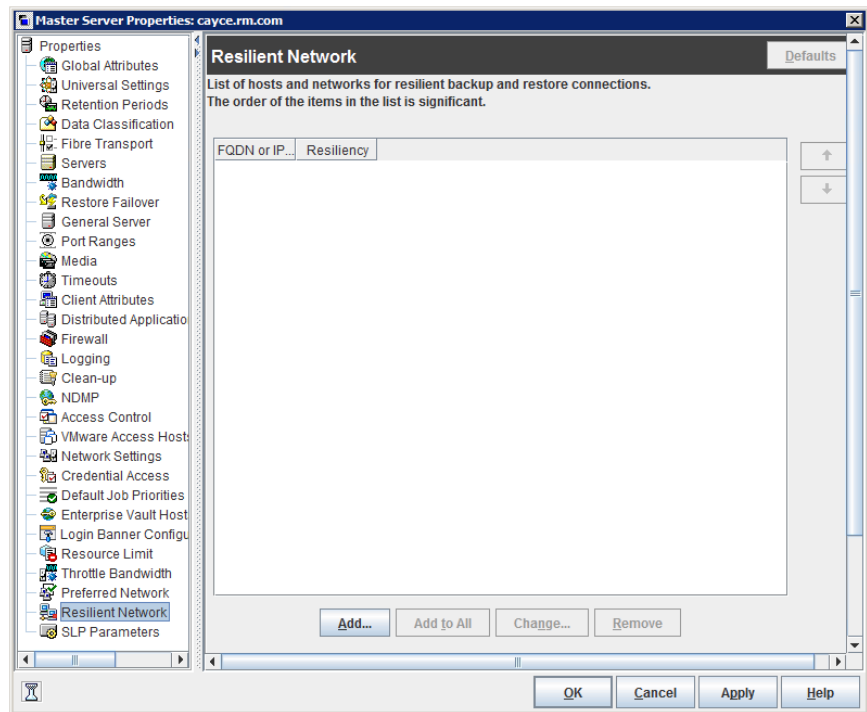 Master Server Properties: cayce.rm.com
Properties
Global Attributes
Universal Settings
Retention Periods
Data Classification
Fibre Transport
Servers
Bandwidth
Restore Failover
General Server
Port Ranges
Media
Timeouts
Client Attributes
Distributed Applicatio
Firewall
Logging
Clean-up
NDMP
Access Control
VMware Access Host
Network Settings
Credential Access
Default Job Priorities
Enterprise Vault Host
Login Banner Configu
Resource Limit
Throttle Bandwidth
Preferred Network
Resilient Network
SLP Parameters
Resilient Network
Defaults
List of hosts and networks for resilient backup and restore connections.
The order of the items in the list is significant.
FQDN or IP... Resiliency
Add... Add to All Change... Remove
OK Cancel Apply Help